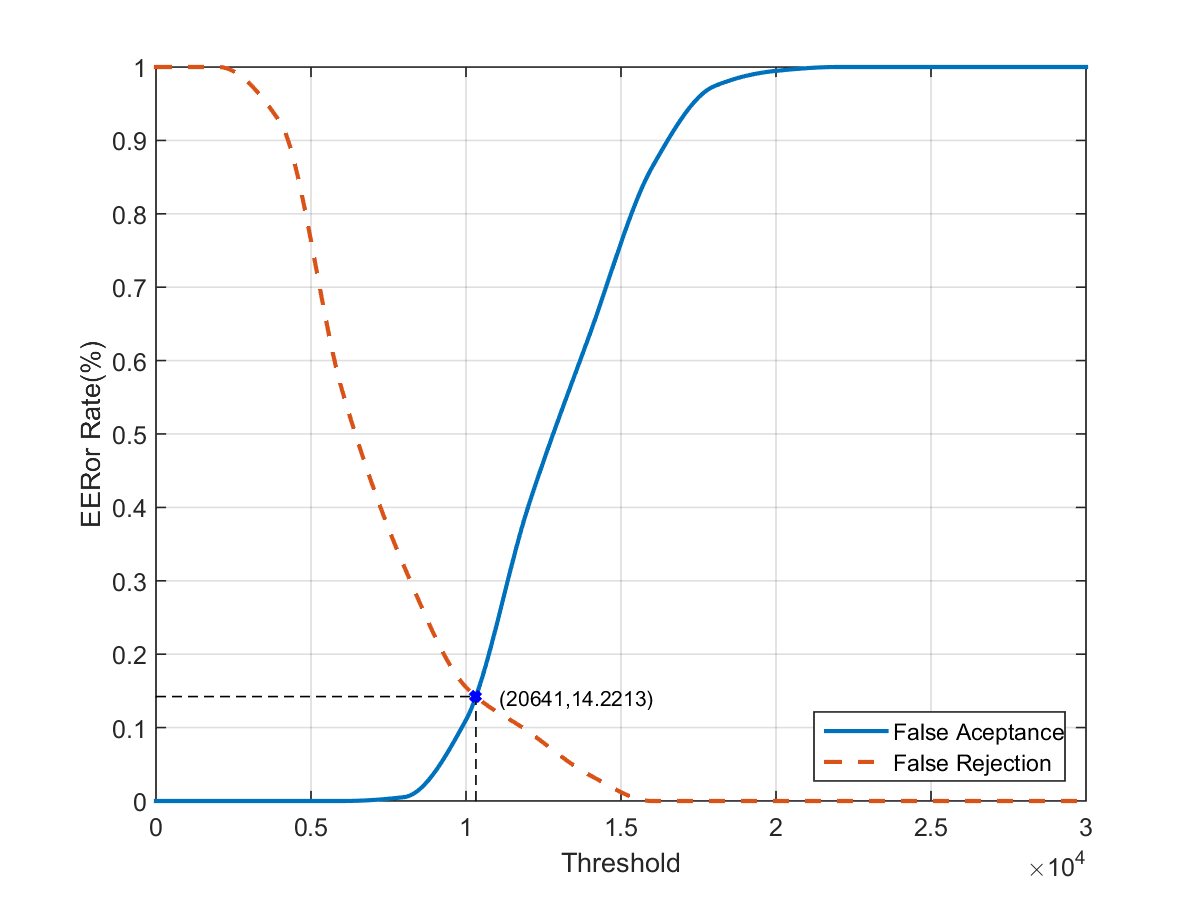 1
0.9
0.8
0.7
0.6
0.5
0.4
0.3
0.2
0.1
0
EERor Rate(%)
(20641,14.2213)
False Aceptance
False Rejection
0 0.5 1 1.5 2 2.5 3
Threshold
×10⁴